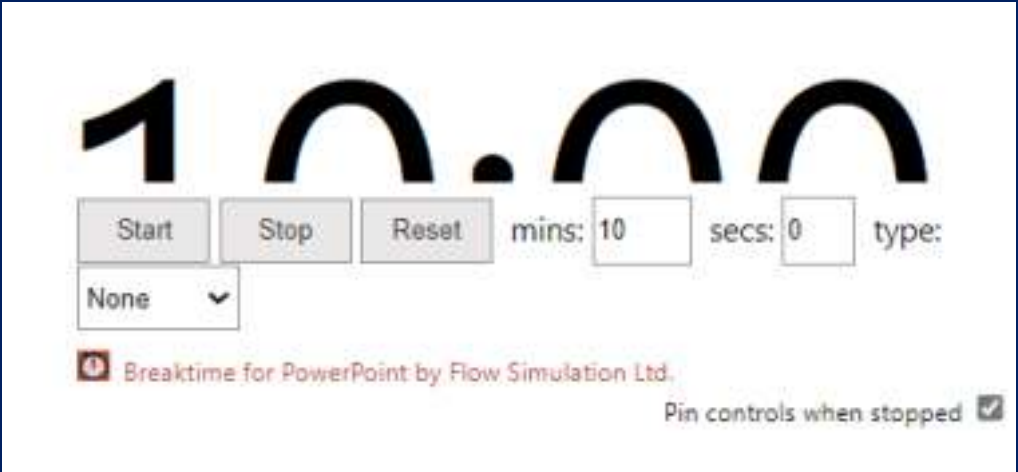 10:00
Start Stop Reset mins: 10 secs: 0 type:
None
Breaktime for PowerPoint by Flow Simulation Ltd.
Pin controls when stopped